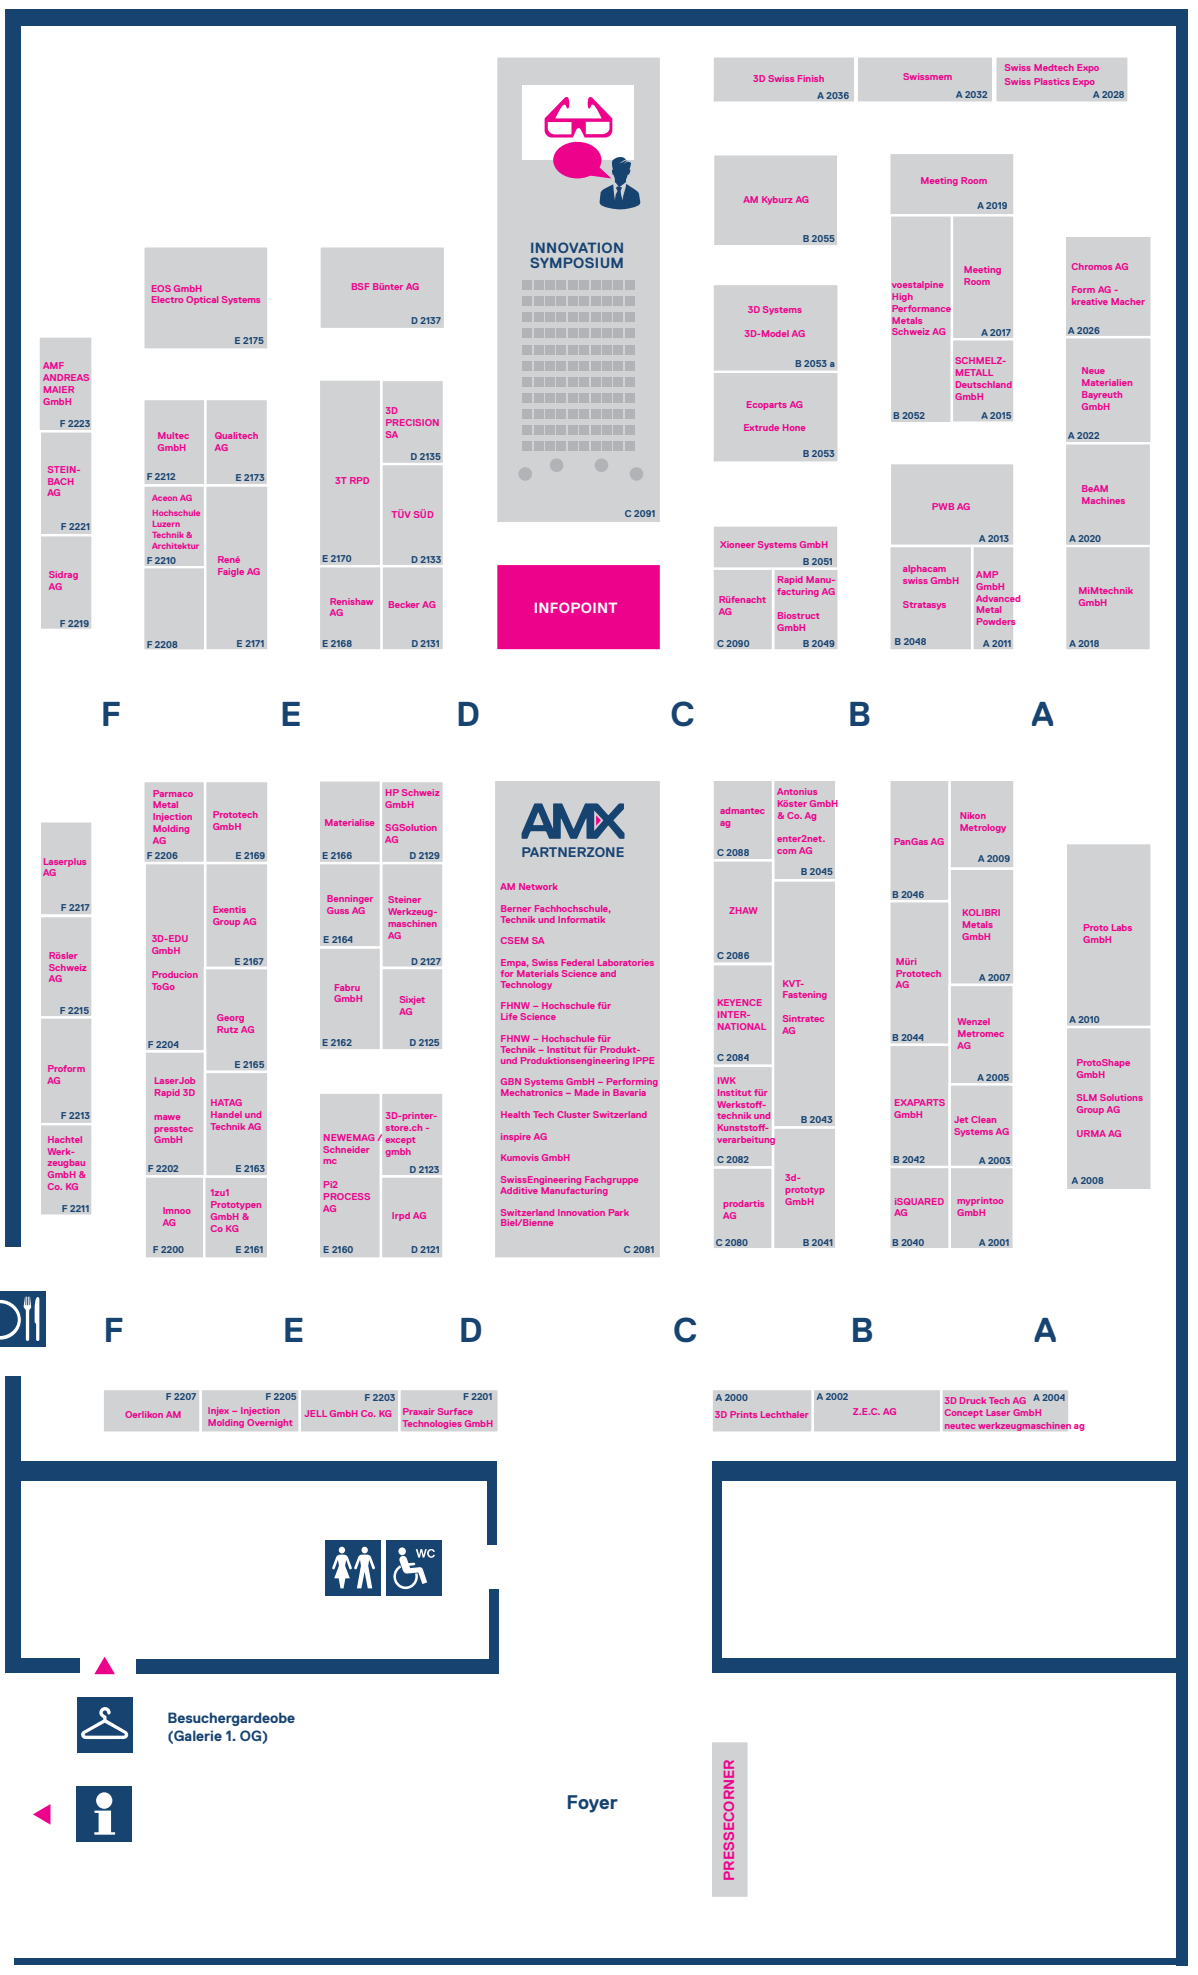 3D Swiss Finish
A 2036
Swissmem
A 2032
Swiss Medtech Expo
Swiss Plastics Expo
A 2028
INNOVATION
SYMPOSIUM
C 2091
AM Kyburz AG
B 2055
Meeting Room
A 2019
voestalpine
High
Performance
Metals
Schweiz AG
B 2052
Meeting
Room
A 2017
SCHMELZ-
METALL
Deutschland
GmbH
A 2015
Chromos AG
Form AG -
kreative Macher
A 2026
Neue
Materialien
Bayreuth
GmbH
A 2022
BeAM
Machines
A 2020
MiMtechnik
GmbH
A 2018
EOS GmbH
Electro Optical Systems
E 2175
BSF Bünter AG
D 2137
3D Systems
3D-Model AG
B 2053 a
Ecoparts AG
Extrude Hone
B 2053
AMF
ANDREAS
MAIER
GmbH
F 2223
STEIN-
BACH
AG
F 2221
Sidrag
AG
F 2219
Multec
GmbH
F 2212
Qualitech
AG
E 2173
Aceon AG
Hochschule
Luzern
Technik &
Architektur
F 2210
F 2208
René
Faigle AG
E 2171
3T RPD
E 2170
3D
PRECISION
SA
D 2135
TÜV SÜD
D 2133
Renishaw
AG
E 2168
Becker AG
D 2131
INFOPOINT
Xioneer Systems GmbH
B 2051
Rüfenacht
AG
C 2090
Rapid Manu-
facturing AG
Biostruct
GmbH
B 2049
PWB AG
A 2013
alphacam
swiss GmbH
Stratasys
B 2048
AMP
GmbH
Advanced
Metal
Powders
A 2011
F E D C B A
Laserplus
AG
F 2217
Rösler
Schweiz
AG
F 2215
Proform
AG
F 2213
Hachtel
Werk-
zeugbau
GmbH &
Co. KG
F 2211
Parmaco
Metal
Injection
Molding
AG
F 2206
Prototech
GmbH
E 2169
3D-EDU
GmbH
Producion
ToGo
F 2204
Exentis
Group AG
E 2167
Georg
Rutz AG
E 2165
LaserJob
Rapid 3D
mawe
presstec
GmbH
F 2202
HATAG
Handel und
Technik AG
E 2163
Imnoo
AG
F 2200
1zu1
Prototypen
GmbH &
Co KG
E 2161
Materialise
E 2166
HP Schweiz
GmbH
SGSolution
AG
D 2129
Benninger
Guss AG
E 2164
Steiner
Werkzeug-
maschinen
AG
D 2127
Fabru
GmbH
E 2162
Sixjet
AG
D 2125
NEWEMAG /
Schneider
mc
Pi2
PROCESS
AG
E 2160
3D-printer-
store.ch -
except
gmbh
D 2123
Irpd AG
D 2121
AMX
PARTNERZONE
AM Network
Berner Fachhochschule,
Technik und Informatik
CSEM SA
Empa, Swiss Federal Laboratories
for Materials Science and
Technology
FHNW – Hochschule für
Life Science
FHNW – Hochschule für
Technik – Institut für Produkt-
und Produktionsengineering IPPE
GBN Systems GmbH – Performing
Mechatronics – Made in Bavaria
Health Tech Cluster Switzerland
inspire AG
Kumovis GmbH
SwissEngineering Fachgruppe
Additive Manufacturing
Switzerland Innovation Park
Biel/Bienne
C 2081
admantec
ag
C 2088
Antonius
Köster GmbH
& Co. Ag
enter2net.
com AG
B 2045
ZHAW
C 2086
KEYENCE
INTER-
NATIONAL
C 2084
KVT-
Fastening
Sintratec
AG
B 2043
IWK
Institut für
Werkstoff-
technik und
Kunststoff-
verarbeitung
C 2082
prodartis
AG
C 2080
3d-
prototyp
GmbH
B 2041
PanGas AG
B 2046
Nikon
Metrology
A 2009
Müri
Prototech
AG
B 2044
KOLIBRI
Metals
GmbH
A 2007
Wenzel
Metromec
AG
A 2005
EXAPARTS
GmbH
B 2042
Jet Clean
Systems AG
A 2003
iSQUARED
AG
B 2040
myprintoo
GmbH
A 2001
Proto Labs
GmbH
A 2010
ProtoShape
GmbH
SLM Solutions
Group AG
URMA AG
A 2008
F E D C B A
F 2207
Oerlikon AM
F 2205
Injex – Injection
Molding Overnight
F 2203
JELL GmbH Co. KG
F 2201
Praxair Surface
Technologies GmbH
A 2000
3D Prints Lechthaler
A 2002
Z.E.C. AG
3D Druck Tech AG A 2004
Concept Laser GmbH
neutec werkzeugmaschinen ag
WC
Besuchergardeobe
(Galerie 1. OG)
i
Foyer
PRESSECORNER